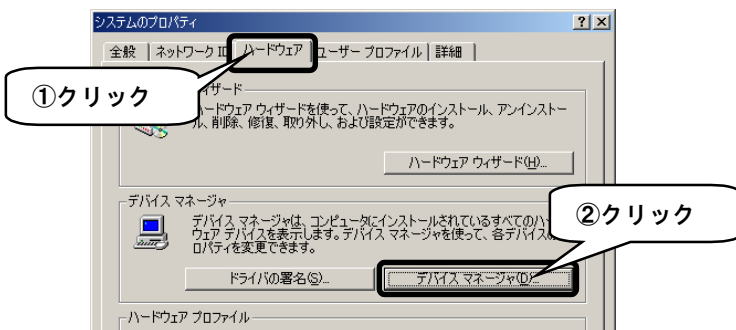 システムのプロパティ
全般 ネットワーク ID ハードウェア ユーザー プロファイル 詳細
①クリック
ィザード
ハードウェア ウィザードを使って、ハードウェアのインストール、アンインストー
ル、削除、修復、取り外し、および設定ができます。
ハードウェア ウィザード(H)...
デバイス マネージャ
デバイス マネージャは、コンピュータにインストールされているすべてのハー
ウェア デバイスを表示します。デバイス マネージャを使って、各デバイスの
ロパティを変更できます。
②クリック
ドライバの署名(S)...
デバイス マネージャ(D)...
ハードウェア プロファイル